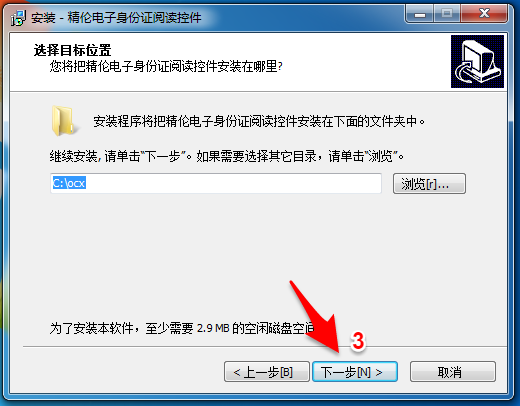 安装 - 精伦电子身份证阅读控件
选择目标位置
您将把精伦电子身份证阅读控件安装在哪里?
安装程序将把精伦电子身份证阅读控件安装在下面的文件夹中。
继续安装, 请单击“下一步”。如果需要选择其它目录，请单击“浏览”。
C:\ocx
浏览[r]...
为了安装本软件，至少需要 2.9 MB 的空闲磁盘空间
3
< 上一步[B]
下一步[N] >
取消